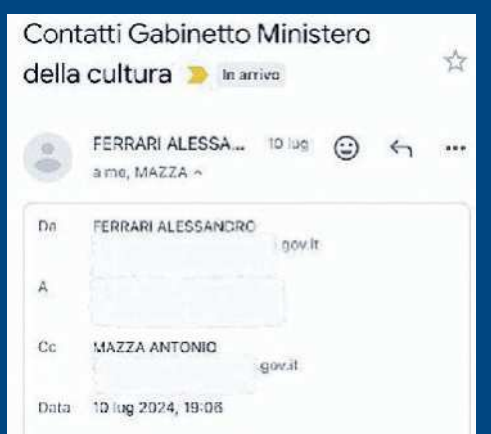 Contatti Gabinetto Ministero
della cultura In arrivo
FERRARI ALESSA... 10 lug
a me, MAZZA
Da FERRARI ALESSANDRO
.gov.it
A
Cc MAZZA ANTONIO
.gov.it
Data 10 lug 2024, 19:06